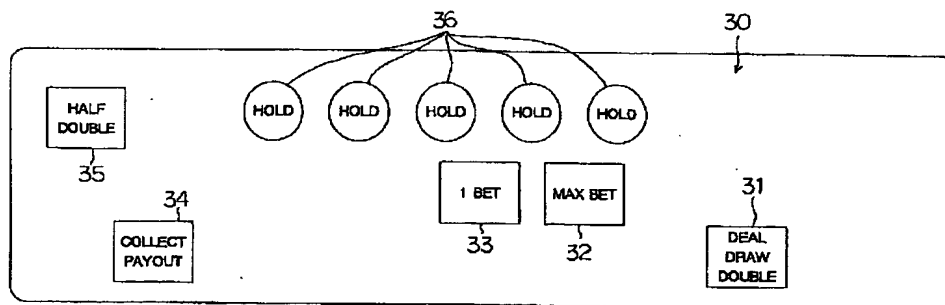 36
30
HALF
DOUBLE
35
HOLD HOLD HOLD HOLD HOLD
34
COLLECT
PAYOUT
1 BET
33
MAX BET
32
31
DEAL
DRAW
DOUBLE